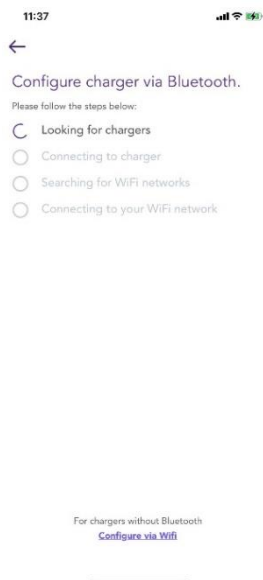 11:37
Configure charger via Bluetooth.
Please follow the steps below:
Looking for chargers
Connecting to charger
Searching for WiFi networks
Connecting to your WiFi network
For chargers without Bluetooth
Configure via Wifi